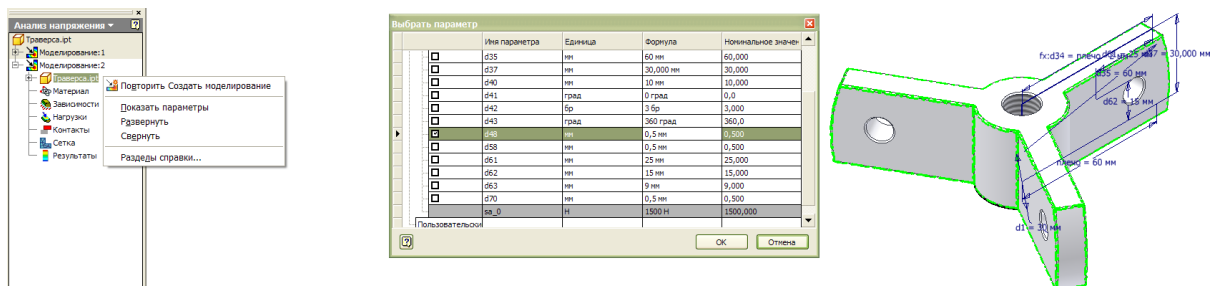 Анализ напряжения
Траверса.ipt
Моделирование:1
Моделирование:2
Траверса.ipt
Материал
Зависимости
Нагрузки
Контакты
Сетка
Результаты
Повторить Создать моделирование
Показать параметры
Развернуть
Свернуть
Разделы справки...
Выбрать параметр
Имя параметра Единица Формула Номинальное значен
d35 мм 60 мм 60,000
d37 мм 30,000 мм 30,000
d40 мм 10 мм 10,000
d41 град 0 град 0,0
d42 бр 3 бр 3,000
d43 град 360 град 360,0
d48 мм 0,5 мм 0,500
d58 мм 0,5 мм 0,500
d61 мм 25 мм 25,000
d62 мм 15 мм 15,000
d63 мм 9 мм 9,000
d70 мм 0,5 мм 0,500
sa_0 Н 1500 Н 1500,000
Пользовательски
OK Отмена
fx:d34 = плечо
= 30,000 мм
d35 = 60 мм
d62 = 15 мм
плечо = 60 мм
d1 = 30 мм